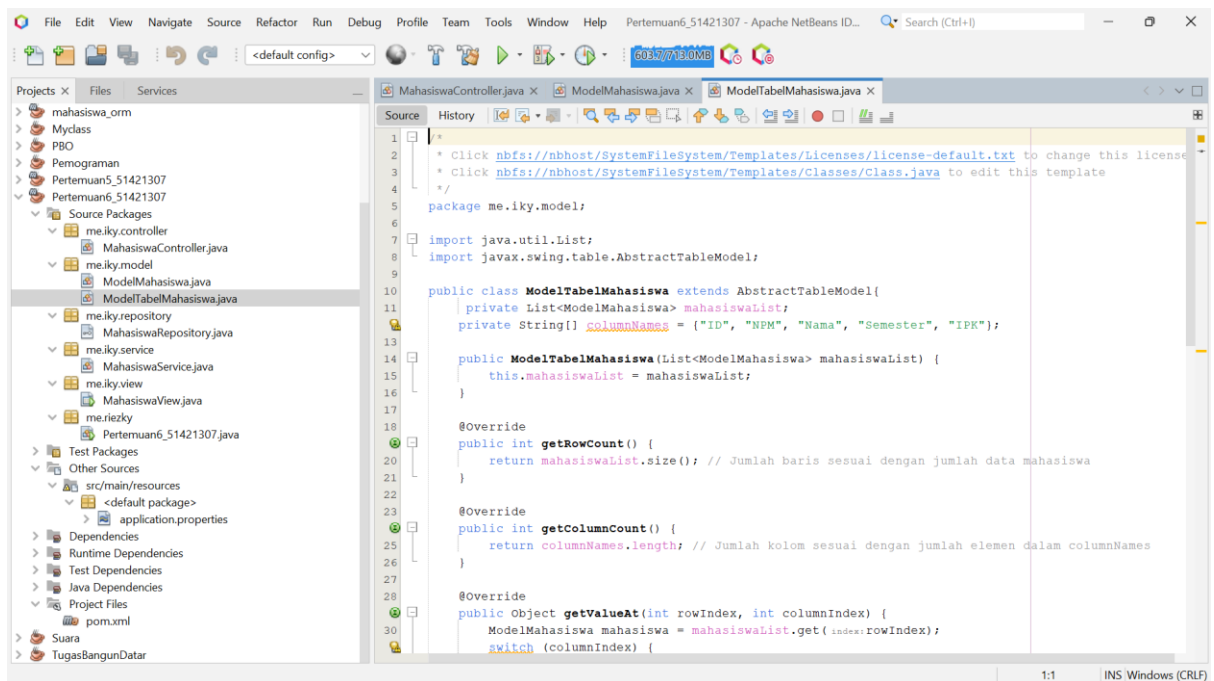 File Edit View Navigate Source Refactor Run Debug Profile Team Tools Window Help Pertemuan6_51421307 - Apache NetBeans ID... Search (Ctrl+I)
<default config> 603.7/713.0MB
Projects Files Services
mahasiswa_orm
Myclass
PBO
Pemograman
Pertemuan5_51421307
Pertemuan6_51421307
Source Packages
me.iky.controller
MahasiswaController.java
me.iky.model
ModelMahasiswa.java
ModelTabelMahasiswa.java
me.iky.repository
MahasiswaRepository.java
me.iky.service
MahasiswaService.java
me.iky.view
MahasiswaView.java
me.riezky
Pertemuan6_51421307.java
Test Packages
Other Sources
src/main/resources
<default package>
application.properties
Dependencies
Runtime Dependencies
Test Dependencies
Java Dependencies
Project Files
pom.xml
Suara
TugasBangunDatar
MahasiswaController.java ModelMahasiswa.java ModelTabelMahasiswa.java
Source History
1 /*
2 * Click nbfs://nbhost/SystemFileSystem/Templates/Licenses/license-default.txt to change this license
3 * Click nbfs://nbhost/SystemFileSystem/Templates/Classes/Class.java to edit this template
4 */
5 package me.iky.model;
6
7 import java.util.List;
8 import javax.swing.table.AbstractTableModel;
9
10 public class ModelTabelMahasiswa extends AbstractTableModel{
11 private List<ModelMahasiswa> mahasiswaList;
private String[] columnNames = {"ID", "NPM", "Nama", "Semester", "IPK"};
13
14 public ModelTabelMahasiswa(List<ModelMahasiswa> mahasiswaList) {
15 this.mahasiswaList = mahasiswaList;
16 }
17
18 @Override
public int getRowCount() {
20 return mahasiswaList.size(); // Jumlah baris sesuai dengan jumlah data mahasiswa
21 }
22
23 @Override
public int getColumnCount() {
25 return columnNames.length; // Jumlah kolom sesuai dengan jumlah elemen dalam columnNames
26 }
27
28 @Override
public Object getValueAt(int rowIndex, int columnIndex) {
30 ModelMahasiswa mahasiswa = mahasiswaList.get( index: rowIndex);
switch (columnIndex) {
1:1 INS Windows (CRLF)